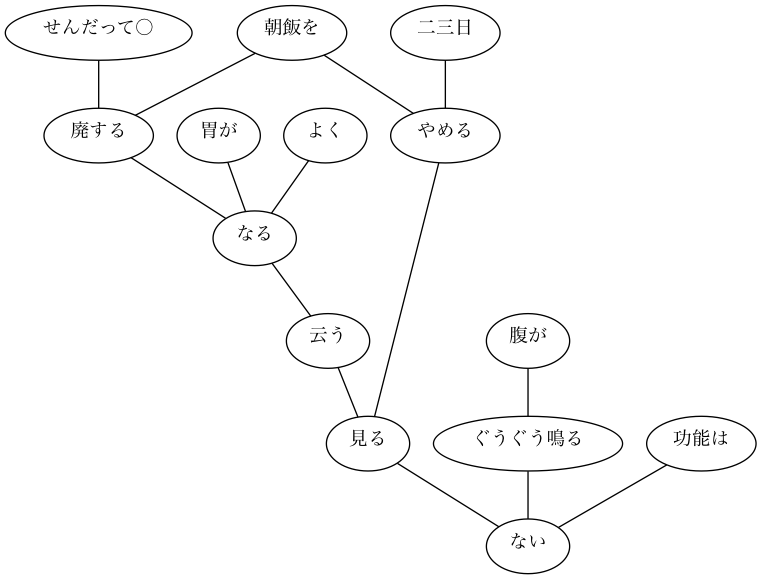 せんだって○
朝飯を
二三日
廃する
胃が
よく
やめる
なる
云う
腹が
見る
ぐうぐう鳴る
功能は
ない